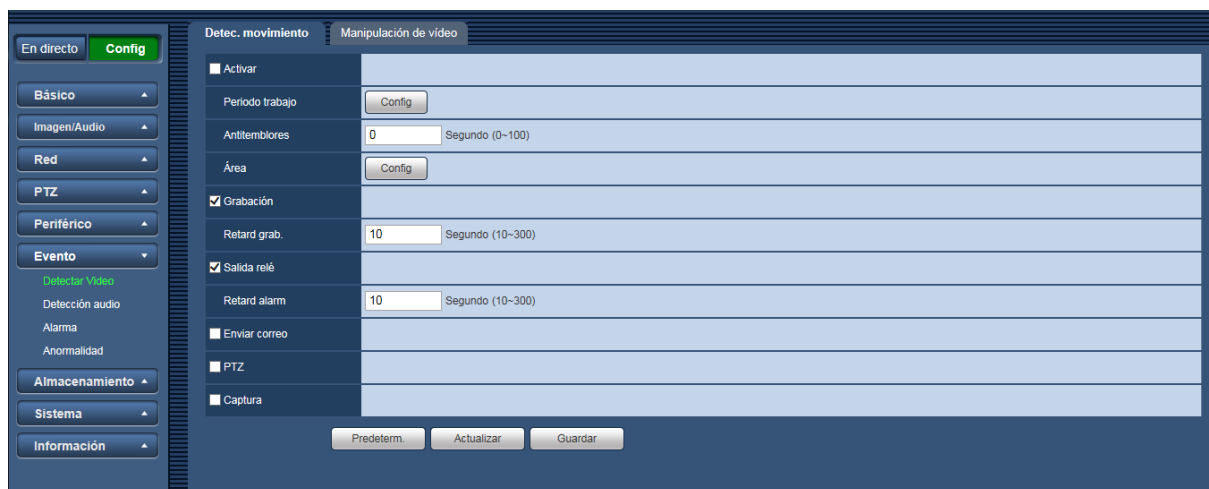 En directo Config
Básico
Imagen/Audio
Red
PTZ
Periférico
Evento
Detectar Video
Detección audio
Alarma
Anormalidad
Almacenamiento
Sistema
Información
Detec. movimiento Manipulación de vídeo
Activar
Periodo trabajo Config
Antitemblores 0 Segundo (0~100)
Área Config
Grabación
Retard grab. 10 Segundo (10~300)
Salida relé
Retard alarm 10 Segundo (10~300)
Enviar correo
PTZ
Captura
Predeterm. Actualizar Guardar